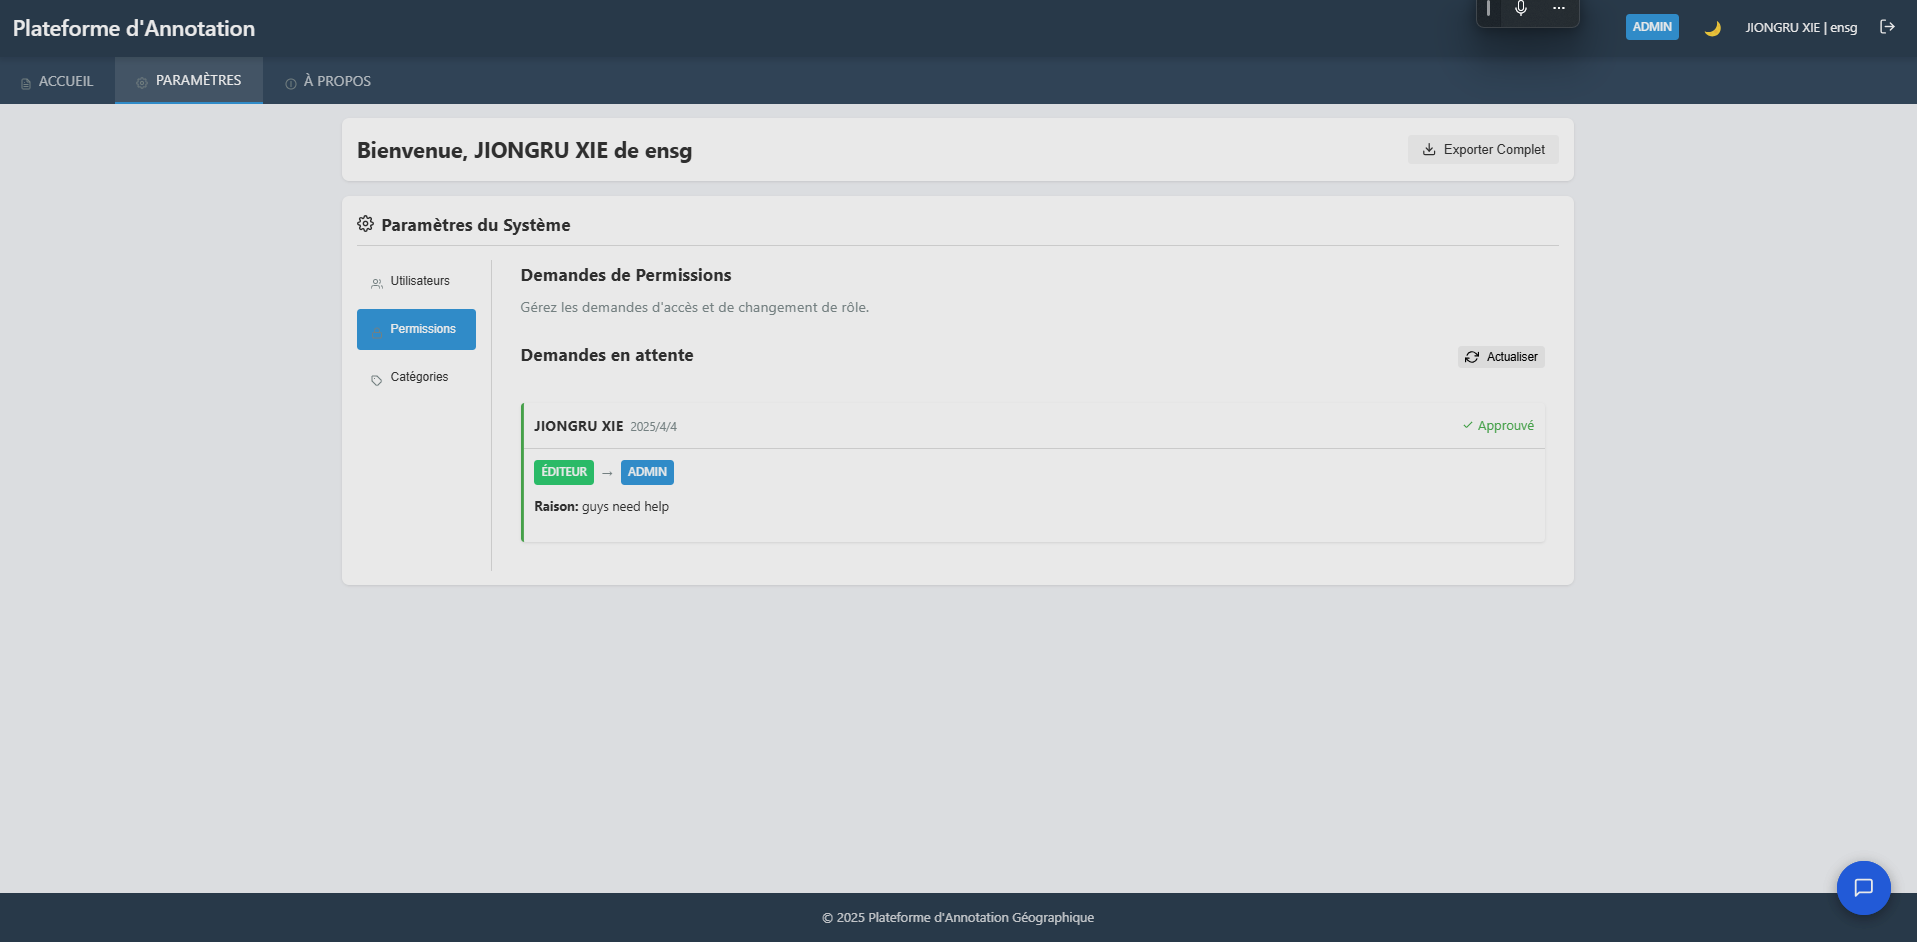 Plateforme d'Annotation
ADMIN
JIONGRU XIE | ensg
ACCUEIL
PARAMÈTRES
À PROPOS
Bienvenue, JIONGRU XIE de ensg
Exporter Complet
Paramètres du Système
Utilisateurs
Permissions
Catégories
Demandes de Permissions
Gérez les demandes d'accès et de changement de rôle.
Demandes en attente
Actualiser
JIONGRU XIE 2025/4/4
Approuvé
ÉDITEUR → ADMIN
Raison: guys need help
© 2025 Plateforme d'Annotation Géographique